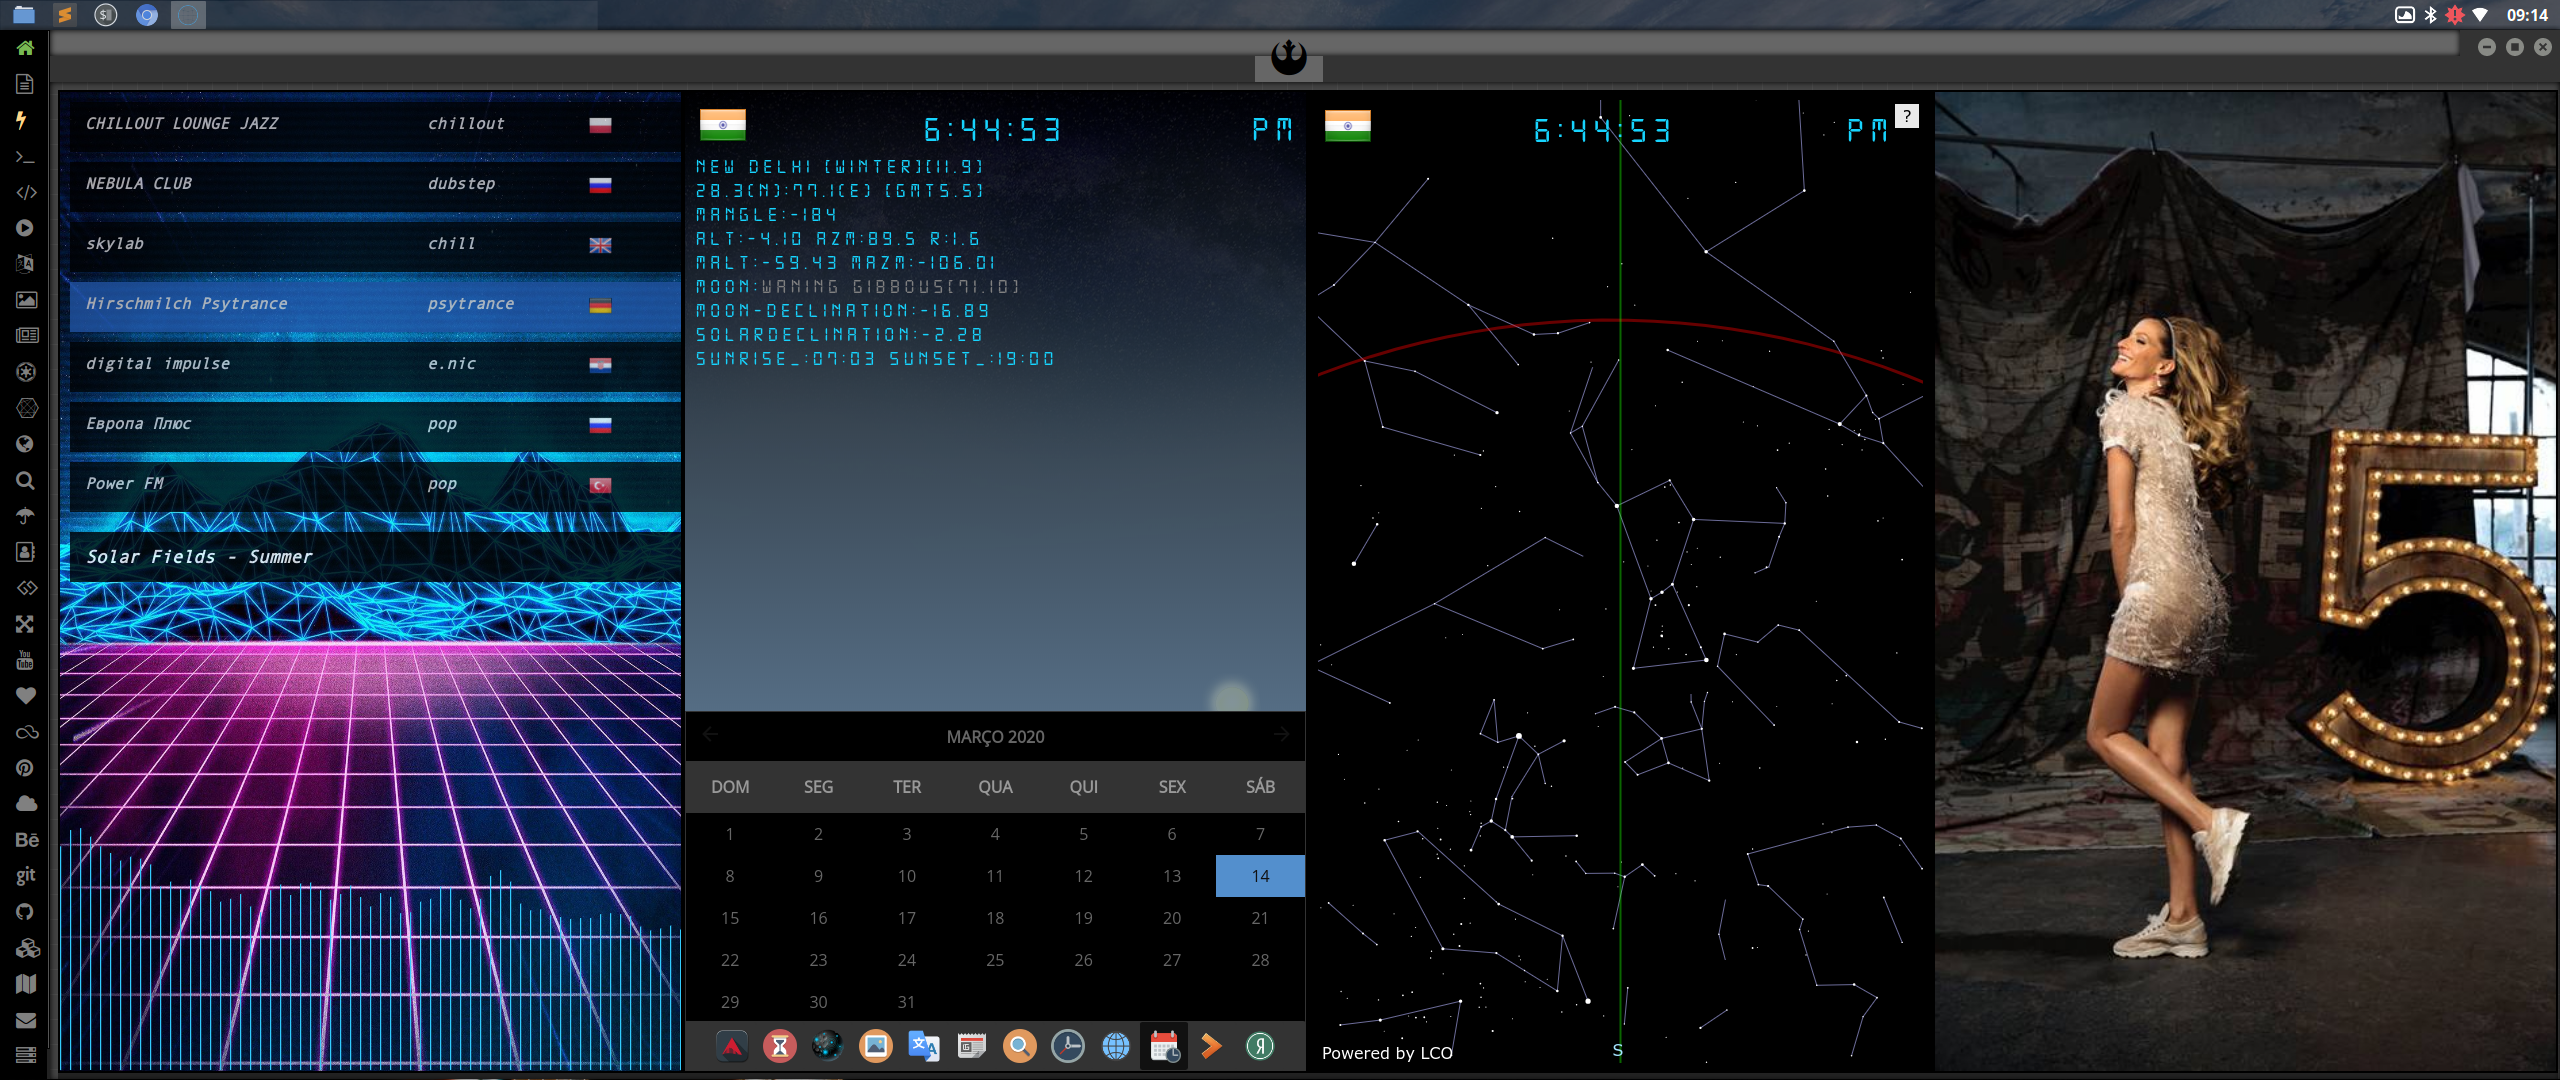 09:14
CHILLOUT LOUNGE JAZZ chillout
NEBULA CLUB dubstep
skylab chill
Hirschmilch Psytrance psytrance
digital impulse e.nic
Европа Плюс pop
Power FM pop
Solar Fields - Summer
You
Tube
Bē
git
6:44:53 PM
NEW DELHI [WINTER][11.9]
28.3(N):77.1(E) [GMT5.5]
MANGLE:-184
ALT:-4.10 AZM:89.5 R:1.6
MALT:-59.43 MAZM:-106.01
MOON:WANING GIBBOUS[71.10]
MOON-DECLINATION:-16.89
SOLARDECLINATION:-2.28
SUNRISE_:07:03 SUNSET_:19:00
MARÇO 2020
DOM SEG TER QUA QUI SEX SÁB
1 2 3 4 5 6 7
8 9 10 11 12 13 14
15 16 17 18 19 20 21
22 23 24 25 26 27 28
29 30 31
6:44:53 PM
?
S
Powered by LCO
5